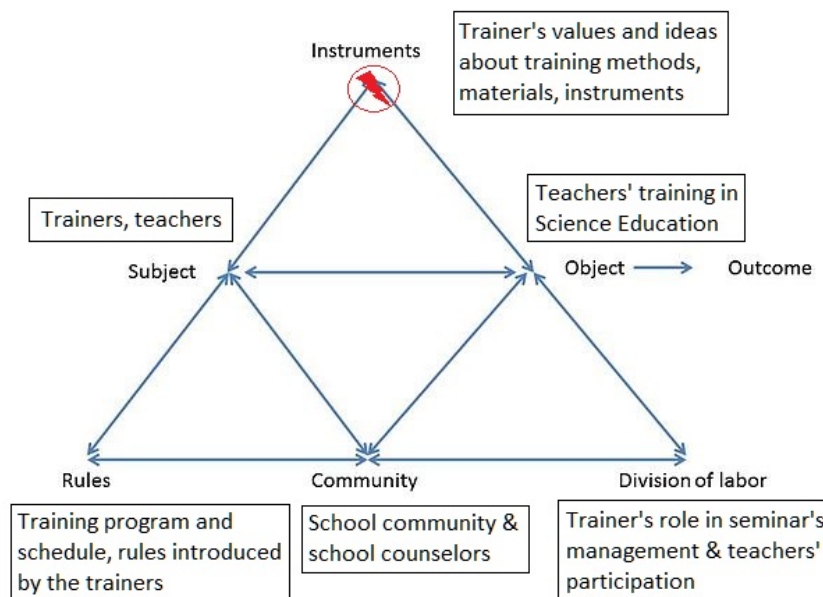 Instruments
Trainer's values and ideas
about training methods,
materials, instruments
Trainers, teachers
Teachers' training in
Science Education
Subject
Object
Outcome
Rules
Community
Division of labor
Training program and
schedule, rules introduced
by the trainers
School community &
school counselors
Trainer's role in seminar's
management & teachers'
participation